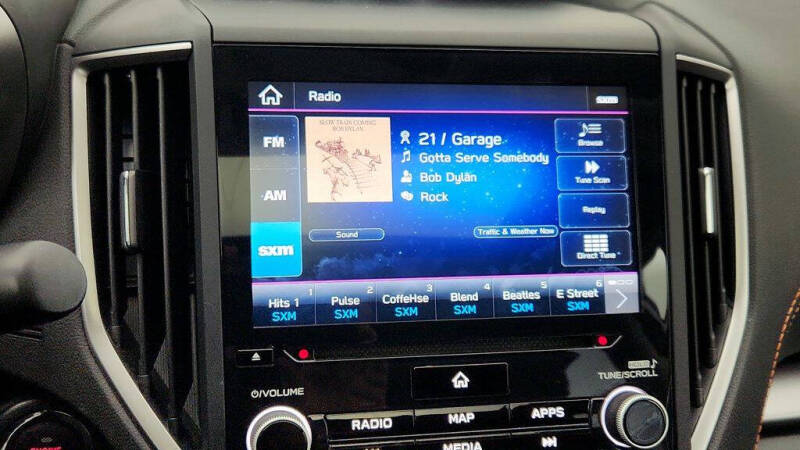 Radio
sxm
FM
SLOW TRAIN COMING
BOB DYLAN
21 / Garage
Browse
Gotta Serve Somebody
AM
Bob Dylan
Tune Scan
Rock
Replay
sxm
Sound
Traffic & Weather Now
Direct Tune
1 2 3 4 5 6
Hits 1 Pulse CoffeHse Blend Beatles E Street
SXM SXM SXM SXM SXM SXM
VOLUME
TUNE/SCROLL
RADIO MAP APPS
MEDIA
ENGINE